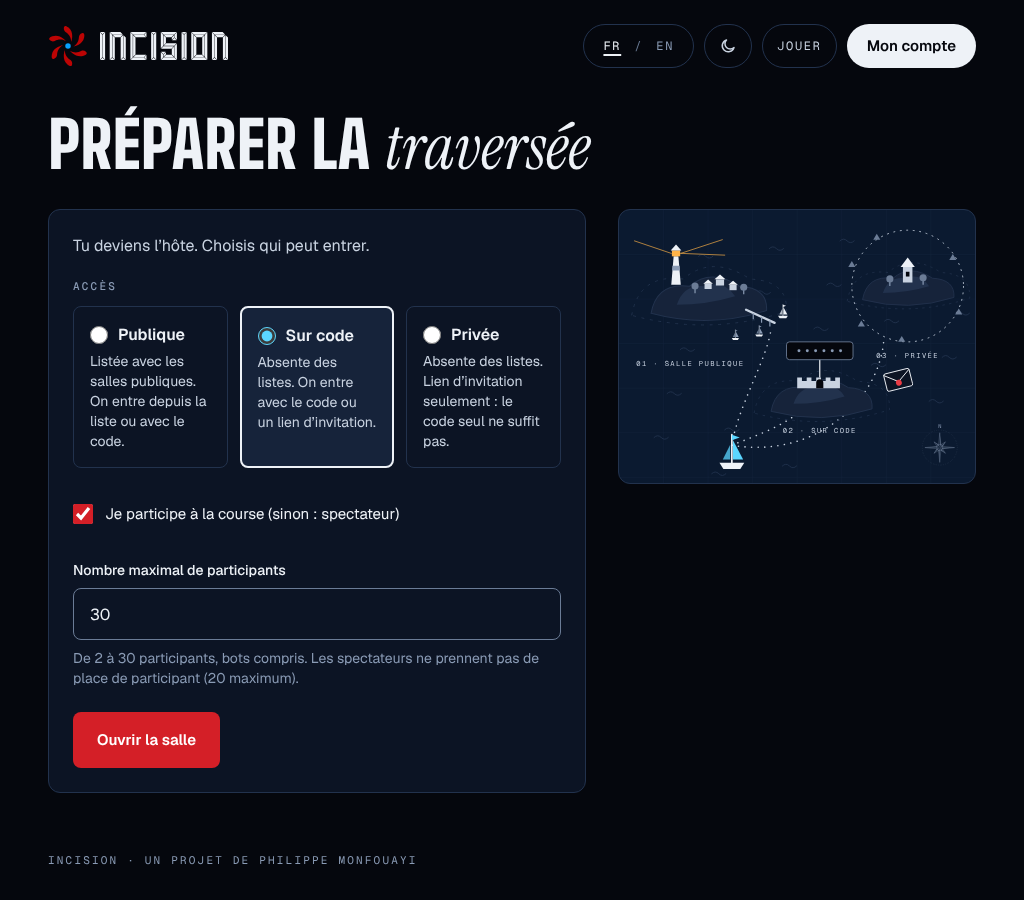 INCISION
FR / EN
JOUER
Mon compte
PRÉPARER LA traversée
Tu deviens l’hôte. Choisis qui peut entrer.
ACCÈS
Publique
Listée avec les
salles publiques.
On entre depuis la
liste ou avec le
code.
Sur code
Absente des
listes. On entre
avec le code ou
un lien d’invitation.
Privée
Absente des listes.
Lien d’invitation
seulement : le
code seul ne suffit
pas.
Je participe à la course (sinon : spectateur)
Nombre maximal de participants
30
De 2 à 30 participants, bots compris. Les spectateurs ne prennent pas de
place de participant (20 maximum).
Ouvrir la salle
01 · SALLE PUBLIQUE
03 · PRIVÉE
02 · SUR CODE
N
INCISION · UN PROJET DE PHILIPPE MONFOUAYI